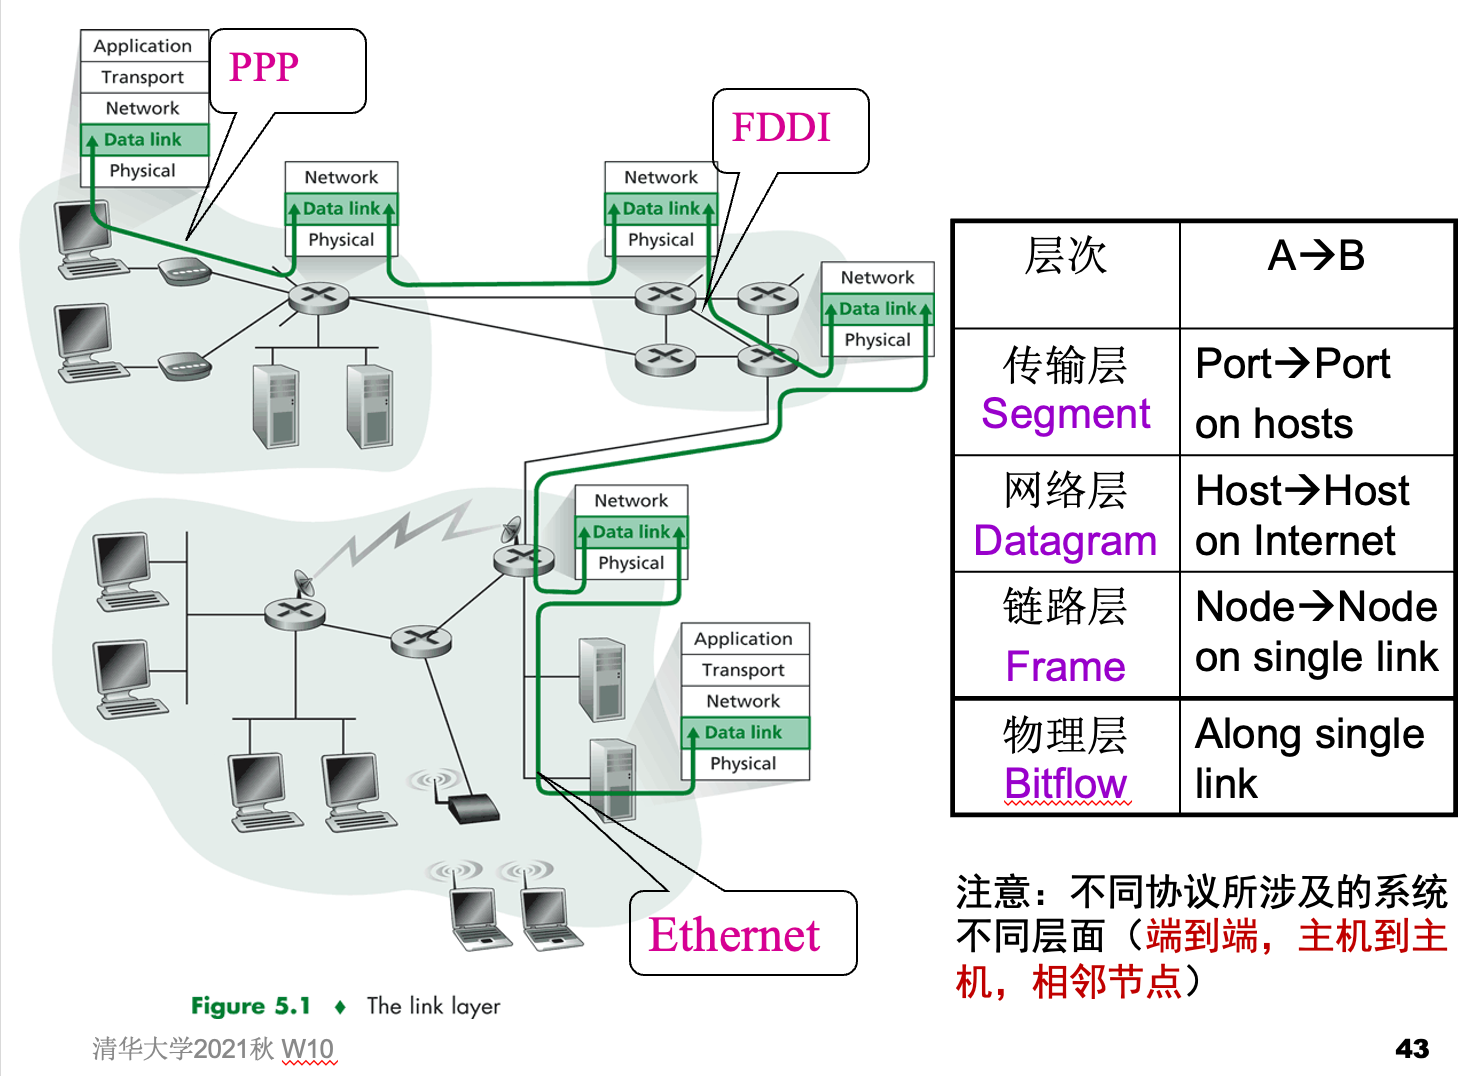 Application
Transport
Network
Data link
Physical
PPP
Network
Data link
Physical
Network
Data link
Physical
FDDI
Network
Data link
Physical
Network
Data link
Physical
Application
Transport
Network
Data link
Physical
Ethernet
Figure 5.1 ♦ The link layer
层次 A→B
传输层 Port→Port
Segment on hosts
网络层 Host→Host
Datagram on Internet
链路层 Node→Node
Frame on single link
物理层 Along single
Bitflow link
注意：不同协议所涉及的系统
不同层面（端到端，主机到主
机，相邻节点）
清华大学2021秋 W10
43